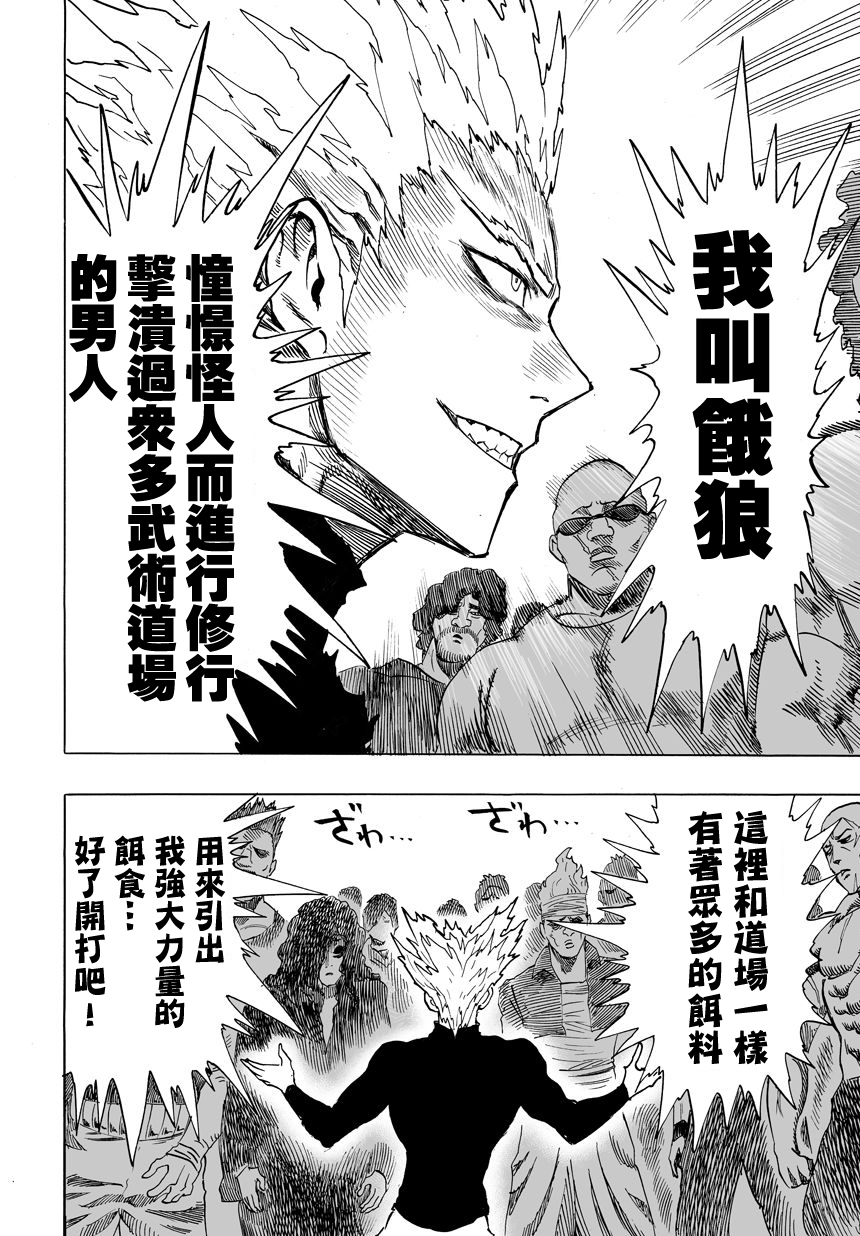 我叫餓狼
憧憬怪人而進行修行
擊潰過衆多武術道場
的男人
這裡和道場一樣
有著眾多的餌料
ざわ…
ざわ…
用來引出
我強大力量的
餌食…
好了開打吧！